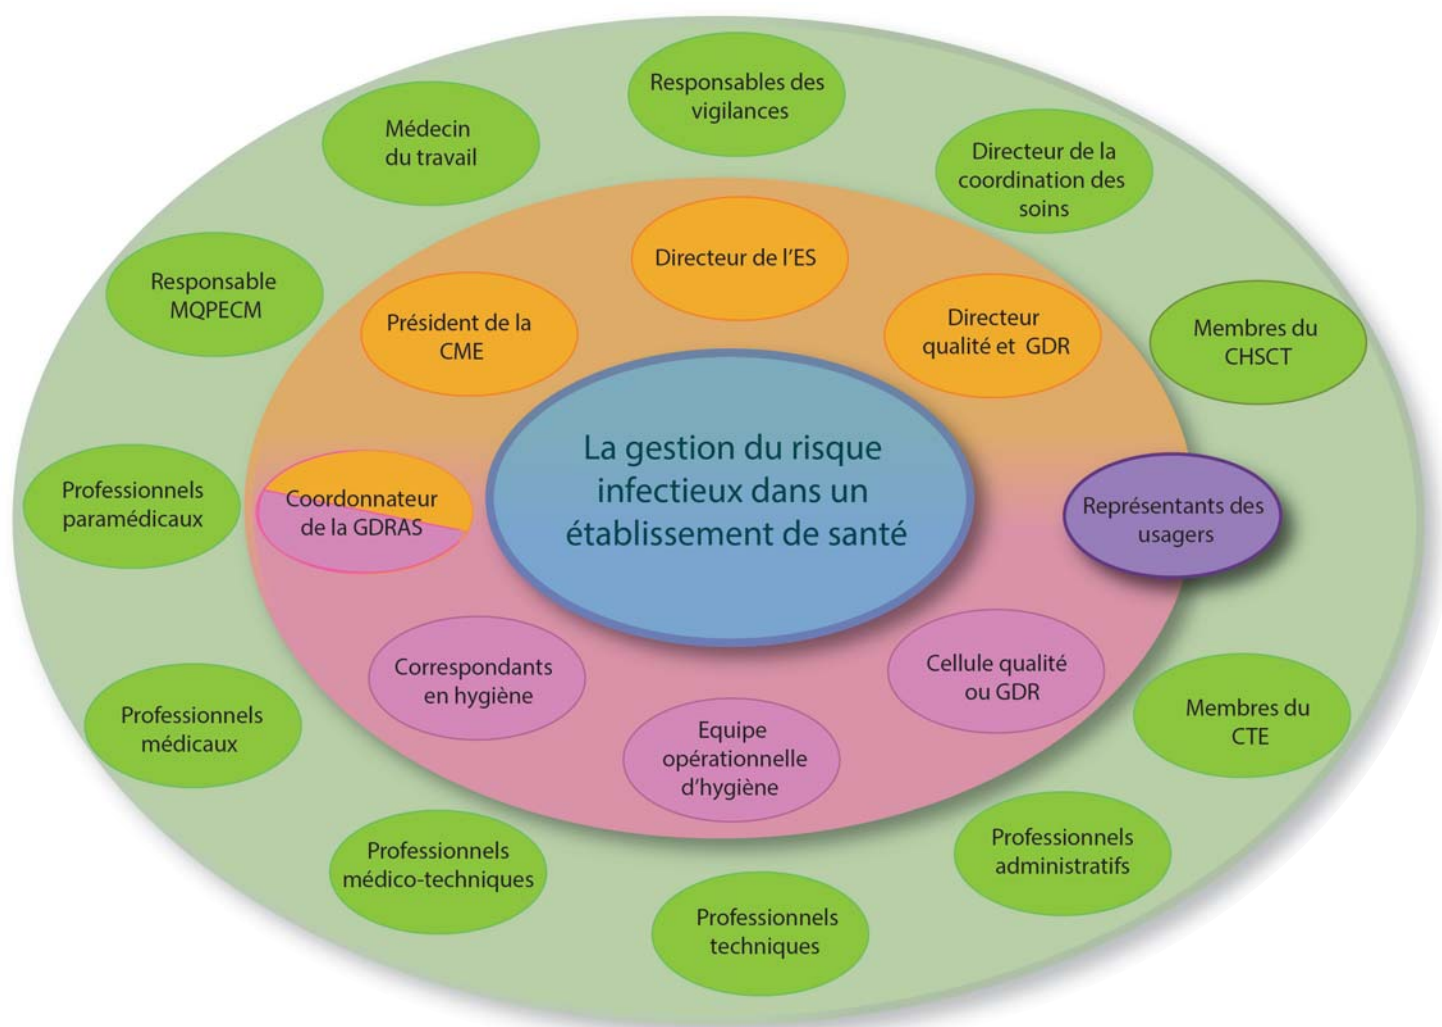 Responsables des
vigilances
Médecin
du travail
Directeur de la
coordination des
soins
Responsable
MQPECM
Directeur de l'ES
Président de la
CME
Directeur
qualité et GDR
Membres du
CHSCT
La gestion du risque
infectieux dans un
établissement de santé
Professionnels
paramédicaux
Coordonnateur
de la GDRAS
Représentants des
usagers
Correspondants
en hygiène
Cellule qualité
ou GDR
Professionnels
médicaux
Equipe
opérationnelle
d'hygiène
Membres du
CTE
Professionnels
médico-techniques
Professionnels
administratifs
Professionnels
techniques